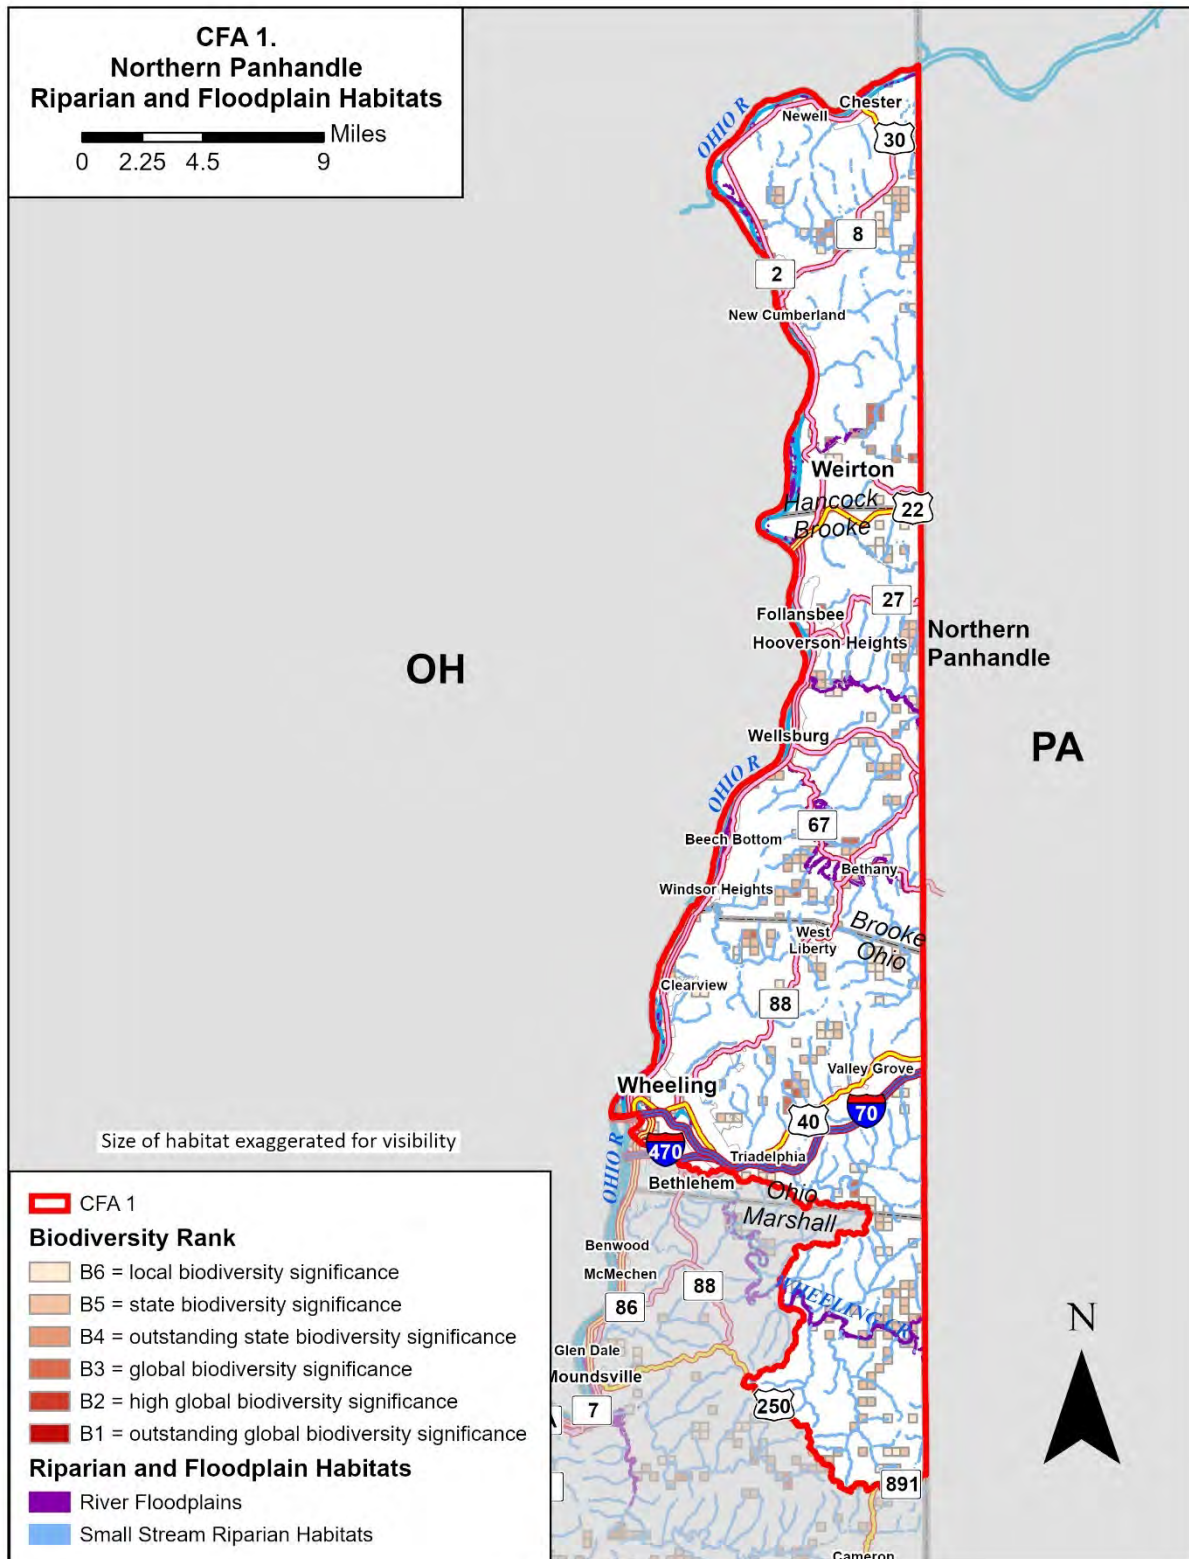 CFA 1.
Northern Panhandle
Riparian and Floodplain Habitats
Miles
0 2.25 4.5 9
OHIO R
Newell
Chester
30
8
2
New Cumberland
Weirton
Hancock
Brooke
22
27
Follansbee
Hooverson Heights
Northern
Panhandle
OH
PA
Wellsburg
OHIO R
67
Beech Bottom
Bethany
Windsor Heights
West
Liberty
Brooke
Ohio
Clearview
88
Valley Grove
Wheeling
70
40
Size of habitat exaggerated for visibility
OHIO R
470
Triadelphia
Bethlehem
Ohio
Marshall
Benwood
McMechen
88
86
WHEELING CR
Glen Dale
Moundsville
250
7
891
Cameron
N
CFA 1
Biodiversity Rank
B6 = local biodiversity significance
B5 = state biodiversity significance
B4 = outstanding state biodiversity significance
B3 = global biodiversity significance
B2 = high global biodiversity significance
B1 = outstanding global biodiversity significance
Riparian and Floodplain Habitats
River Floodplains
Small Stream Riparian Habitats